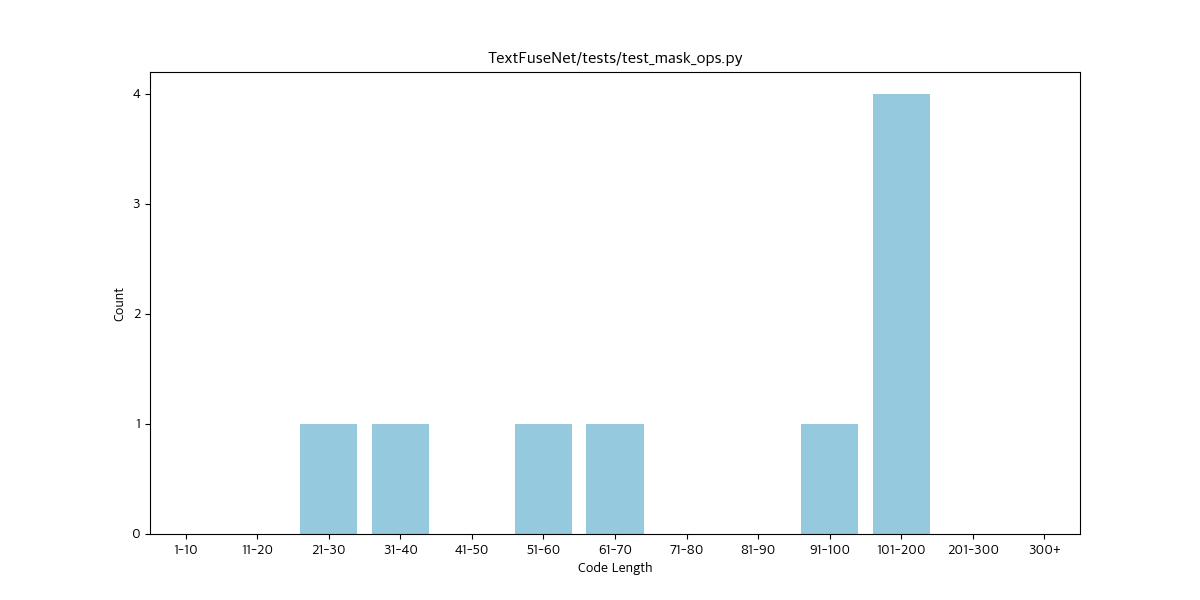 TextFuseNet/tests/test_mask_ops.py
4
3
2
1
0
Count
1-10 11-20 21-30 31-40 41-50 51-60 61-70 71-80 81-90 91-100 101-200 201-300 300+
Code Length